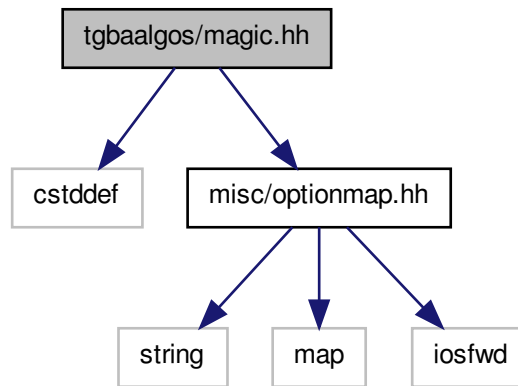 tgbaalgos/magic.hh
cstddef
misc/optionmap.hh
string
map
iosfwd